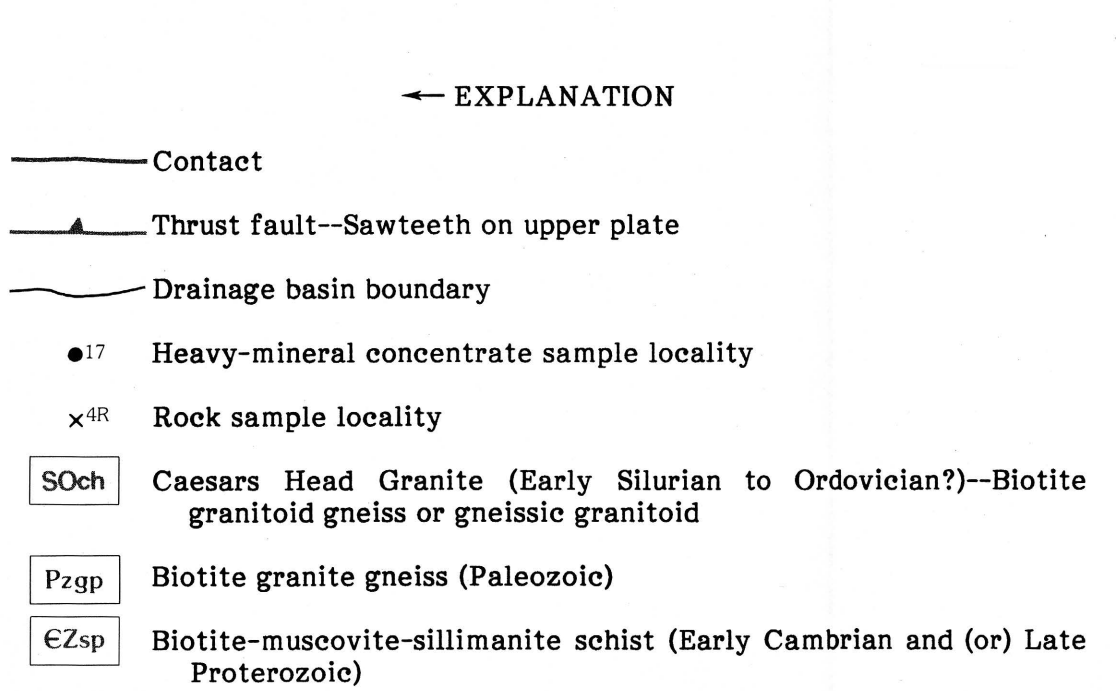 ← EXPLANATION
Contact
Thrust fault--Sawteeth on upper plate
Drainage basin boundary
●17 Heavy-mineral concentrate sample locality
×4R Rock sample locality
SOch Caesars Head Granite (Early Silurian to Ordovician?)--Biotite
granitoid gneiss or gneissic granitoid
Pzgp Biotite granite gneiss (Paleozoic)
ЄZsp Biotite-muscovite-sillimanite schist (Early Cambrian and (or) Late
Proterozoic)